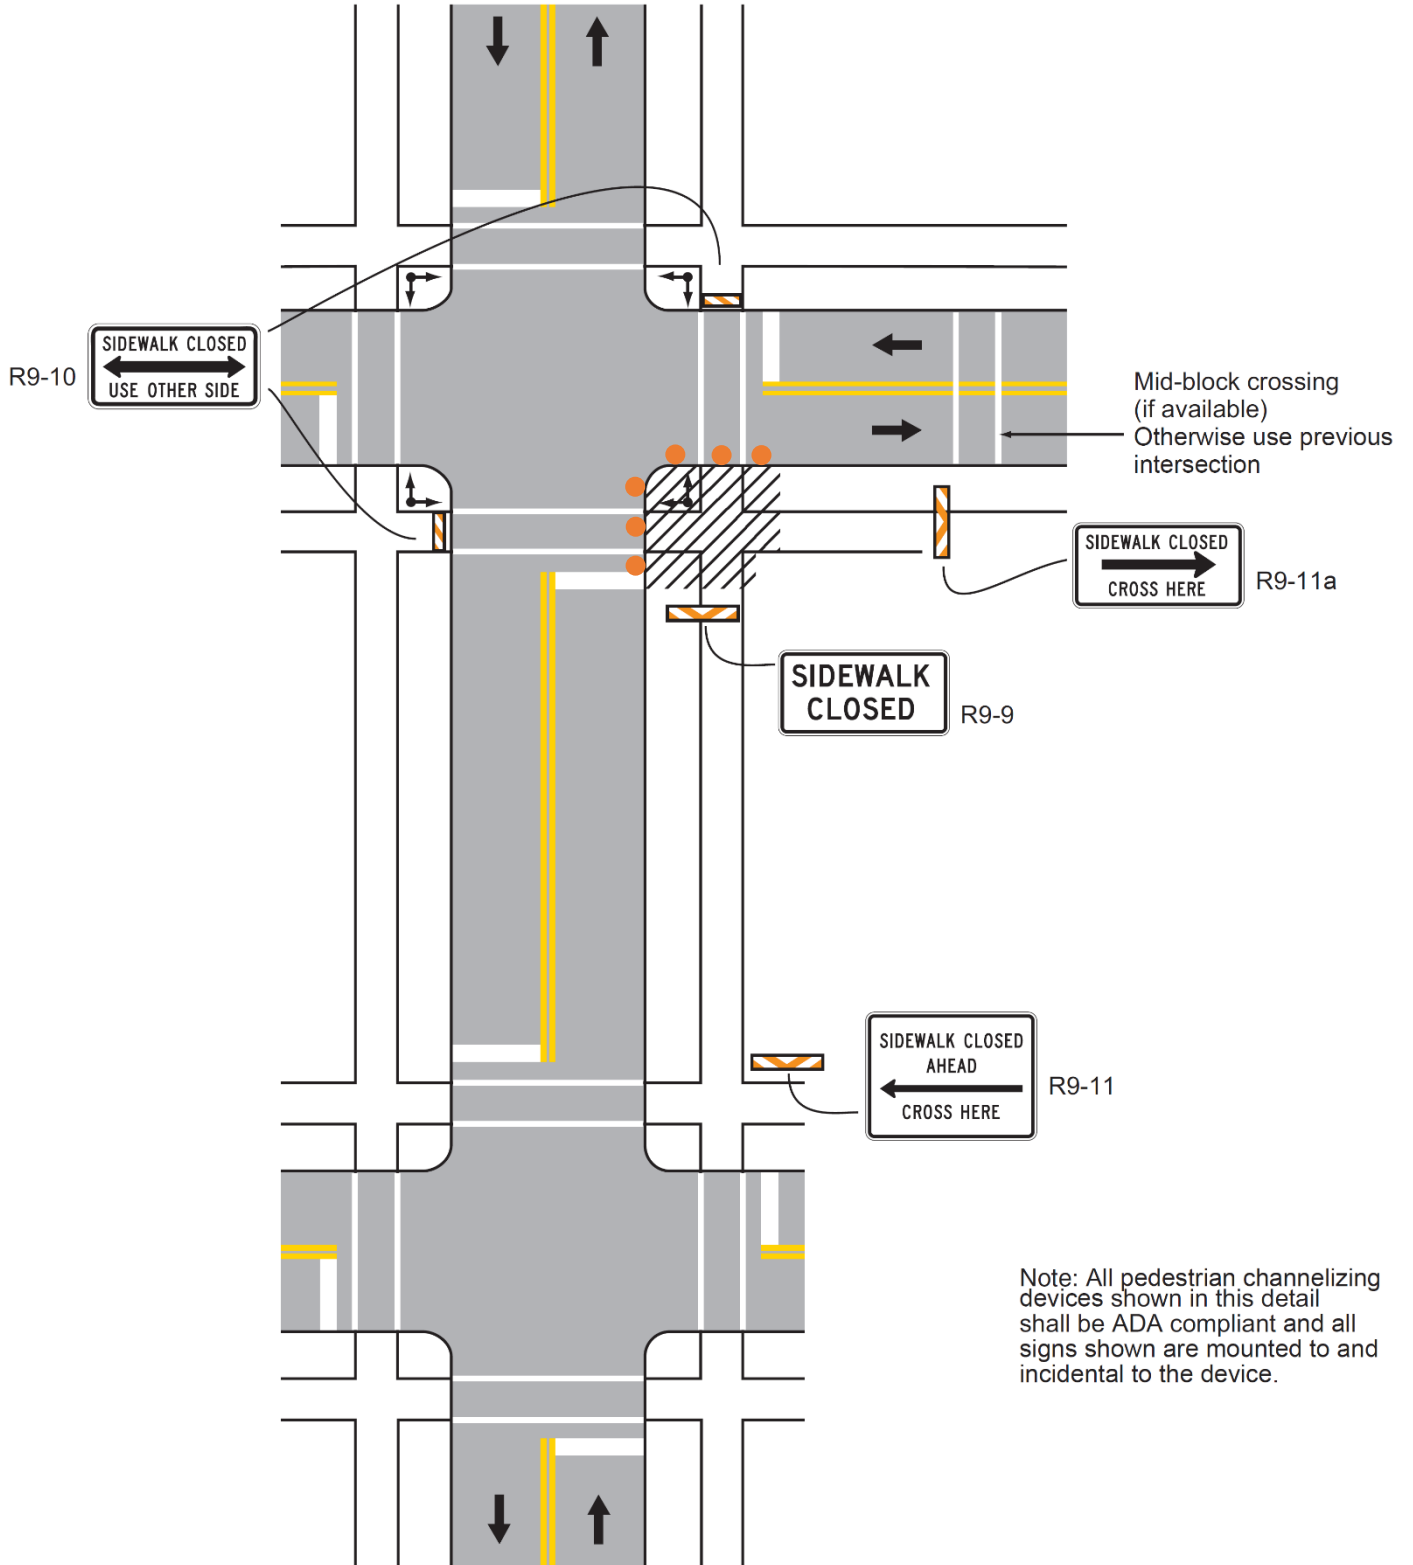 SIDEWALK CLOSED
USE OTHER SIDE
R9-10
Mid-block crossing
(if available)
Otherwise use previous
intersection
SIDEWALK CLOSED
CROSS HERE
R9-11a
SIDEWALK
CLOSED
R9-9
SIDEWALK CLOSED
AHEAD
CROSS HERE
R9-11
Note: All pedestrian channelizing
devices shown in this detail
shall be ADA compliant and all
signs shown are mounted to and
incidental to the device.